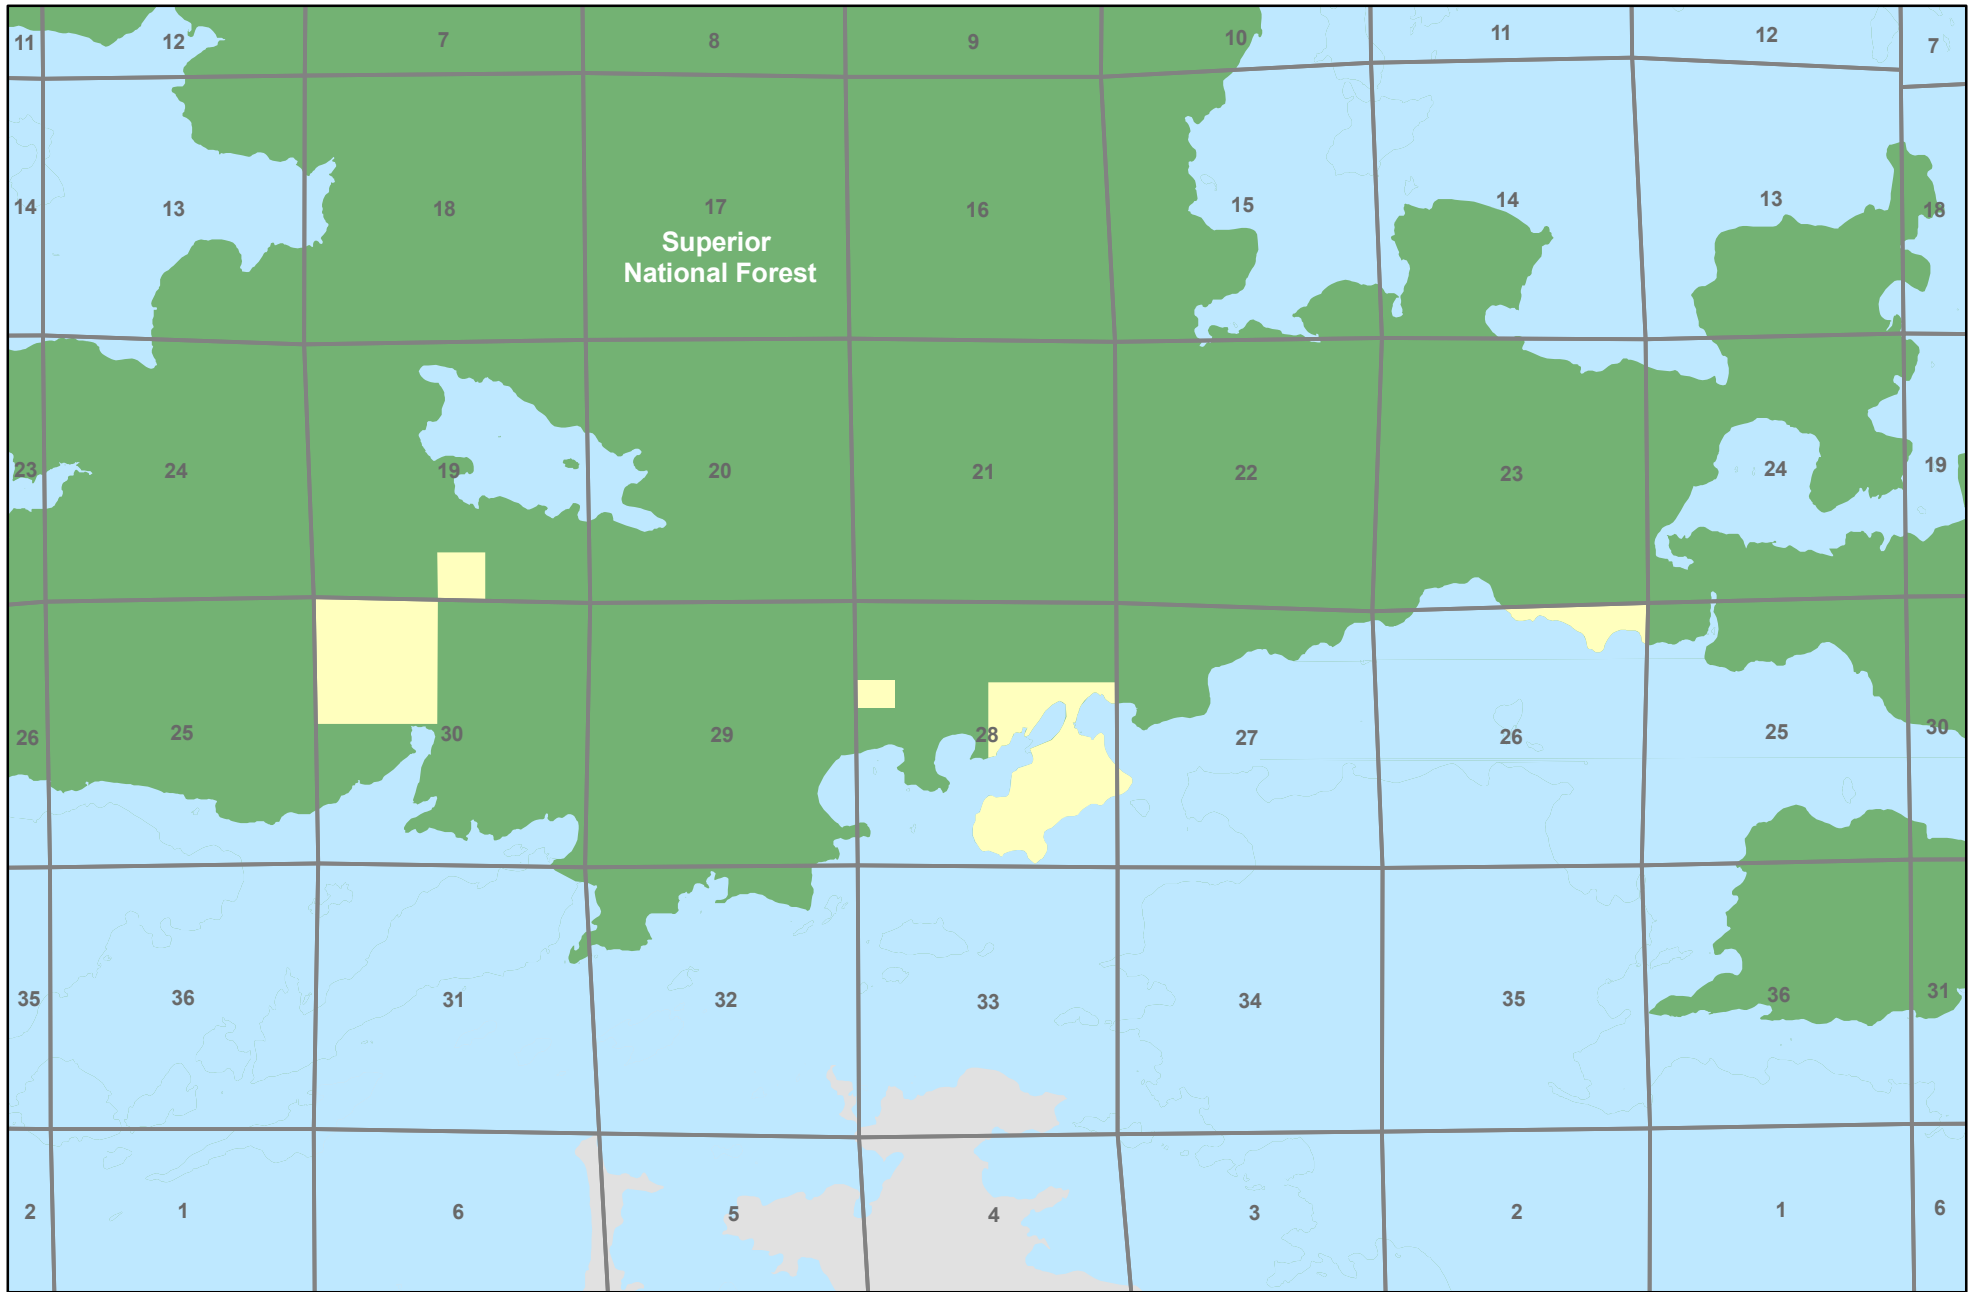 11 12 7 8 9 10 11 12 7
14 13 18 17 16 15 14 13 18
Superior
National Forest
23 24 19 20 21 22 23 24 19
26 25 30 29 28 27 26 25 30
35 36 31 32 33 34 35 36 31
2 1 6 5 4 3 2 1 6